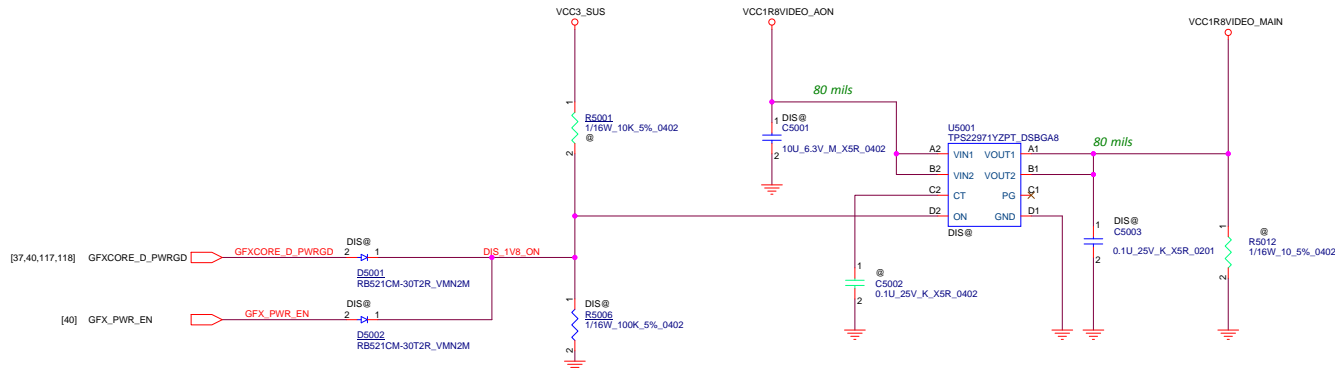 VCC3_SUS
VCC1R8VIDEO_AON
VCC1R8VIDEO_MAIN
80 mils
1
R5001
1/16W_10K_5%_0402
@
2
1
DIS@
C5001
10U_6.3V_M_X5R_0402
2
U5001
TPS22971YZPT_DSBGA8
80 mils
A2
VIN1
VOUT1
A1
B2
VIN2
VOUT2
B1
C2
CT
PG
C1
D2
ON
GND
D1
DIS@
1
DIS@
C5003
0.1U_25V_K_X5R_0201
2
@
1
R5012
1/16W_10_5%_0402
2
[37,40,117,118]
GFXCORE_D_PWRGD
GFXCORE_D_PWRGD
DIS@
2
1
D5001
RB521CM-30T2R_VMN2M
DIS_1V8_ON
1
@
C5002
0.1U_25V_K_X5R_0402
2
[40]
GFX_PWR_EN
GFX_PWR_EN
DIS@
2
1
D5002
RB521CM-30T2R_VMN2M
1
DIS@
R5006
1/16W_100K_5%_0402
2